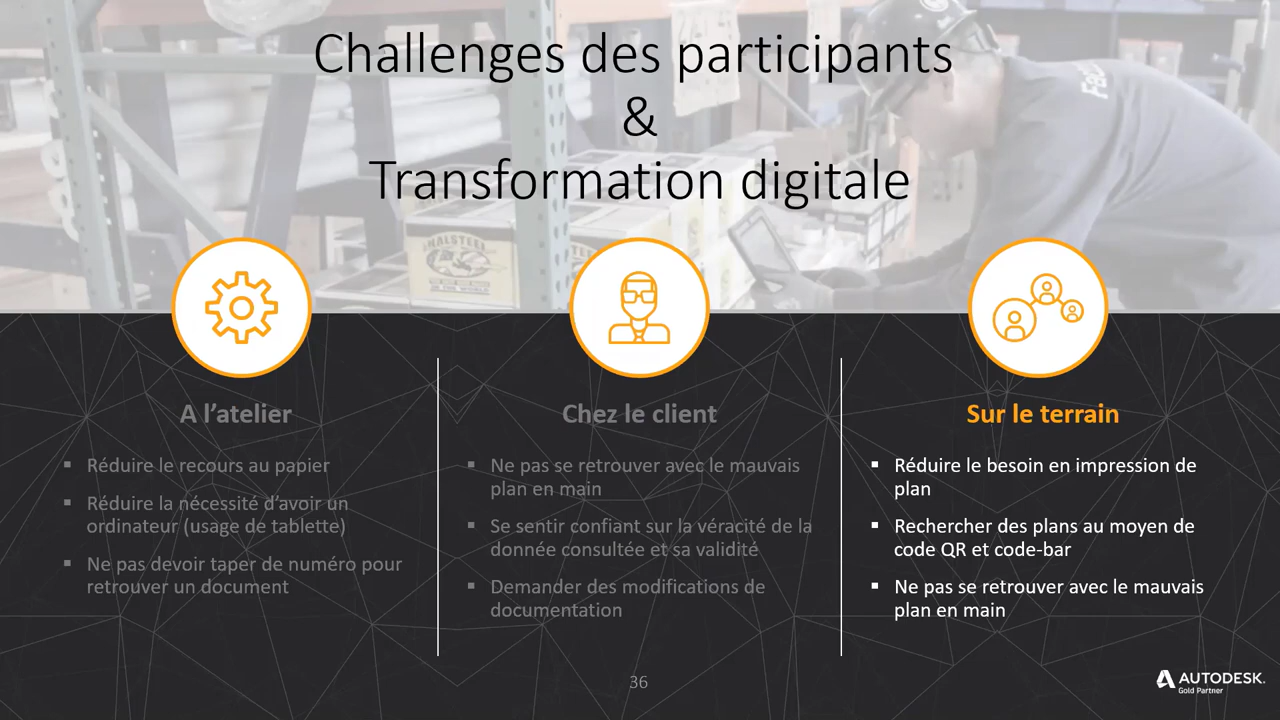 Challenges des participants
&
Transformation digitale
A l’atelier
▪ Réduire le recours au papier
▪ Réduire la nécessité d’avoir un
ordinateur (usage de tablette)
▪ Ne pas devoir taper de numéro pour
retrouver un document
Chez le client
▪ Ne pas se retrouver avec le mauvais
plan en main
▪ Se sentir confiant sur la véracité de la
donnée consultée et sa validité
▪ Demander des modifications de
documentation
Sur le terrain
▪ Réduire le besoin en impression de
plan
▪ Rechercher des plans au moyen de
code QR et code-bar
▪ Ne pas se retrouver avec le mauvais
plan en main
36
AUTODESK.
Gold Partner